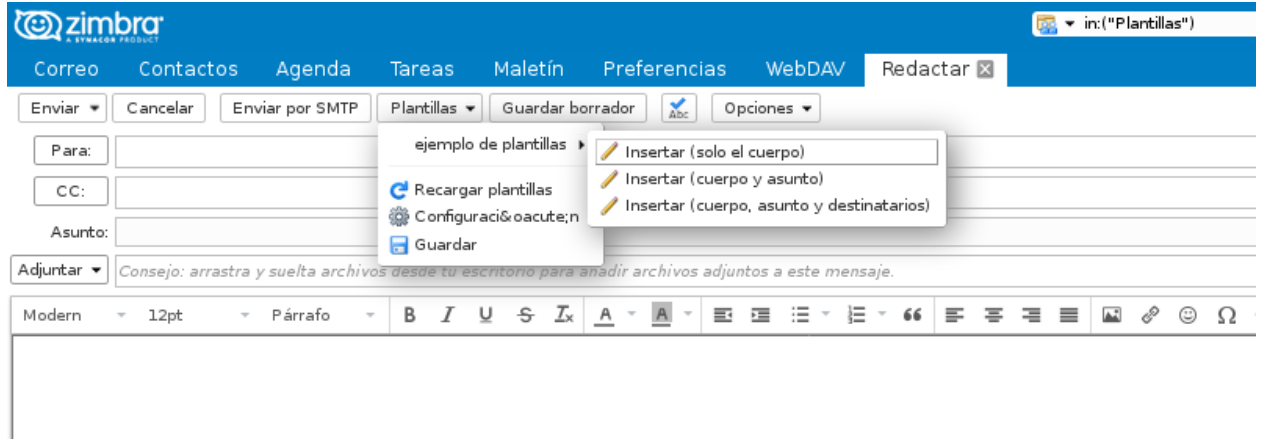 zimbra
A SYNACOR PRODUCT
in:("Plantillas")
Correo Contactos Agenda Tareas Maletín Preferencias WebDAV Redactar
Enviar Cancelar Enviar por SMTP Plantillas Guardar borrador Abc Opciones
Para:
ejemplo de plantillas
Insertar (solo el cuerpo)
Insertar (cuerpo y asunto)
Insertar (cuerpo, asunto y destinatarios)
CC:
Recargar plantillas
Configuraci&oacute;n
Asunto:
Guardar
Adjuntar Consejo: arrastra y suelta archivos desde tu escritorio para añadir archivos adjuntos a este mensaje.
Modern 12pt Párrafo B I U S Ix A A “ Ω